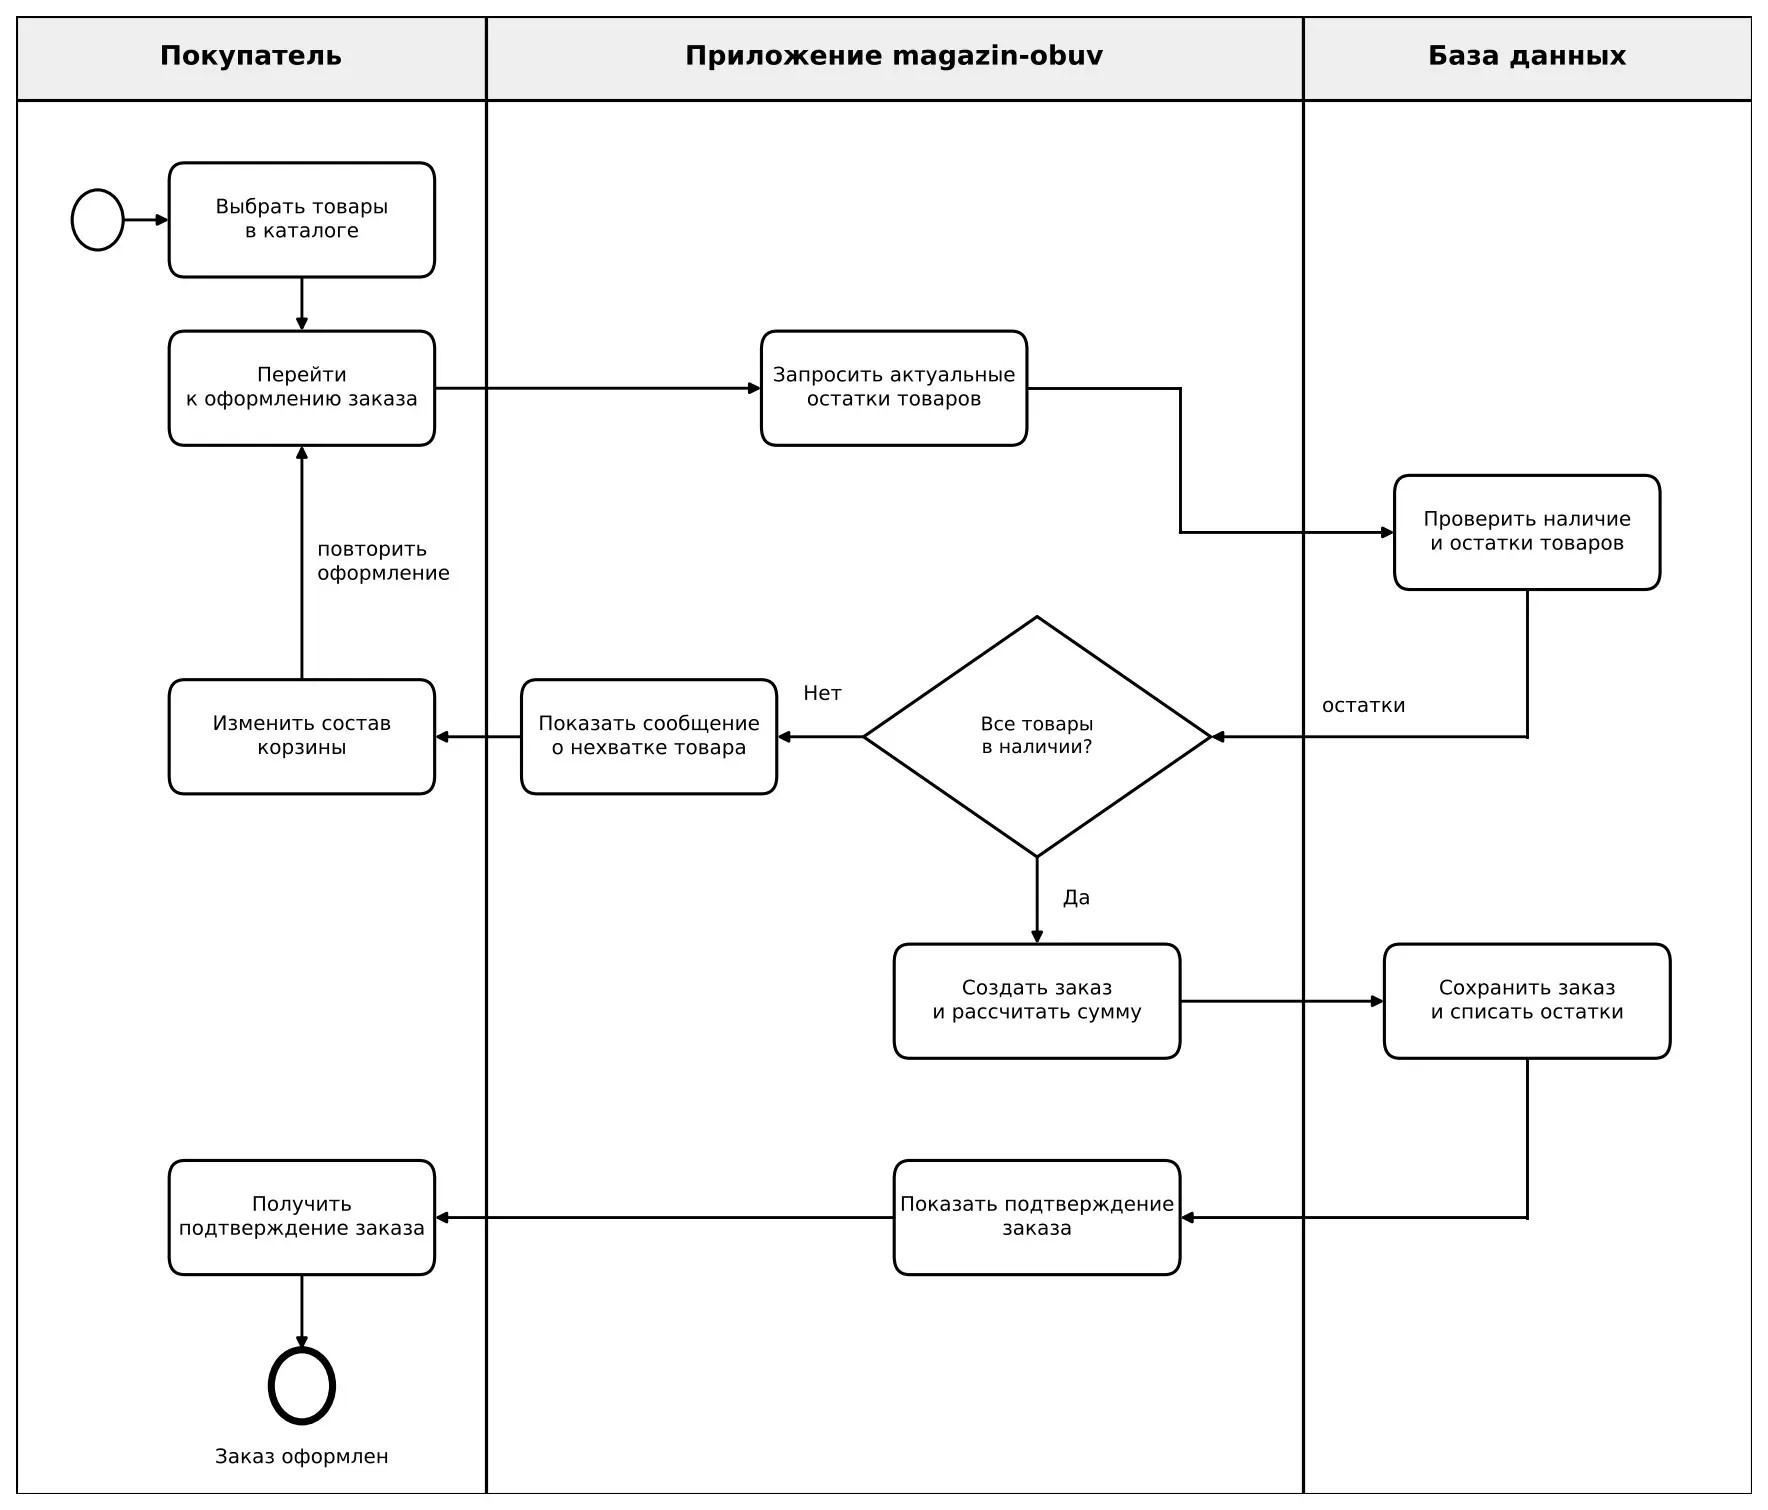 Покупатель
Приложение magazin-obuv
База данных
Выбрать товары
в каталоге
Перейти
к оформлению заказа
Запросить актуальные
остатки товаров
Проверить наличие
и остатки товаров
повторить
оформление
Изменить состав
корзины
Показать сообщение
о нехватке товара
Нет
Все товары
в наличии?
остатки
Да
Создать заказ
и рассчитать сумму
Сохранить заказ
и списать остатки
Получить
подтверждение заказа
Показать подтверждение
заказа
Заказ оформлен